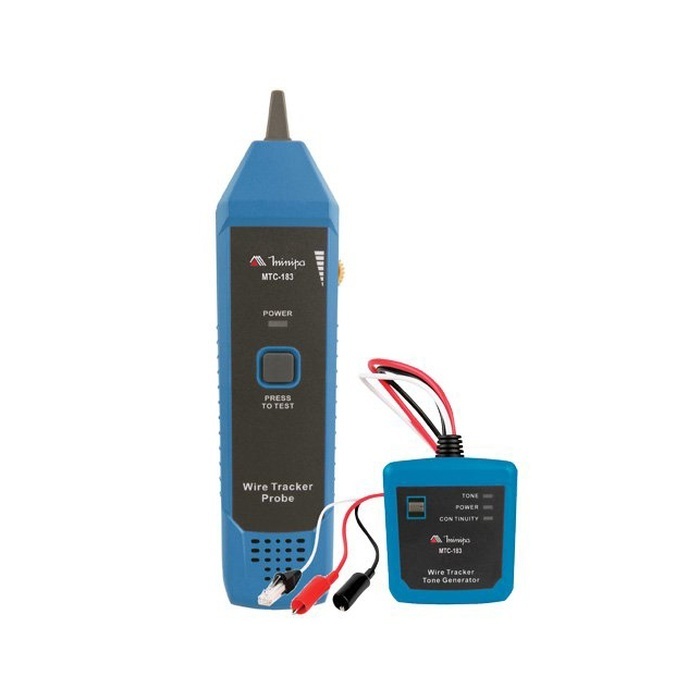 Minipa
MTC-183
POWER
PRESS
TO TEST
Wire Tracker
Probe
TONE
POWER
CONTINUITY
Minipa
MTC-183
Wire Tracker
Tone Generator